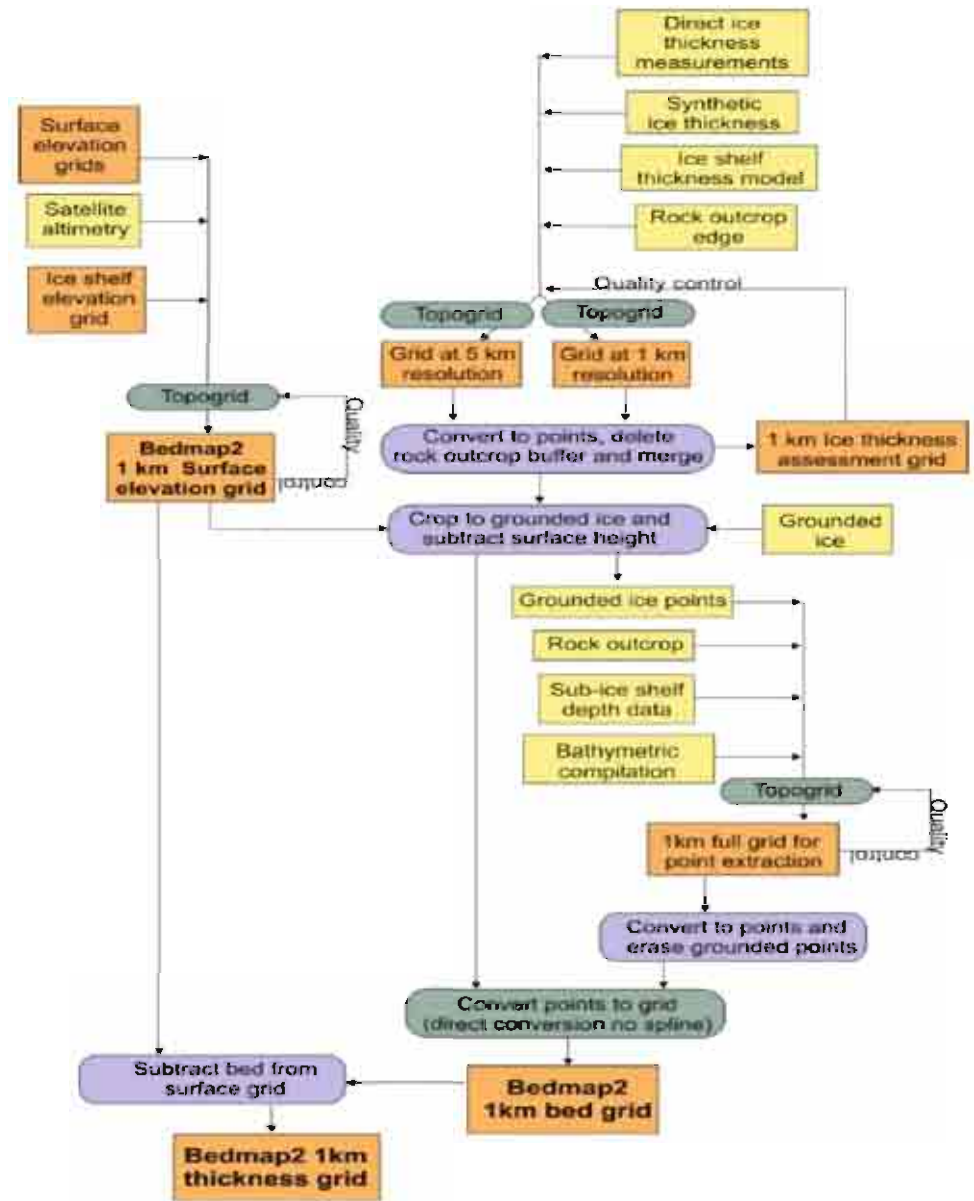 Direct ice
thickness
measurements
Synthetic
ice thickness
Ice shelf
thickness model
Rock outcrop
edge
Surface
elevation
grids
Satellite
altimetry
Ice shelf
elevation
grid
Quality control
Topogrid
Topogrid
Grid at 5 km
resolution
Grid at 1 km
resolution
Topogrid
Quality
control
Bedmap2
1 km Surface
elevation grid
Convert to points, delete
rock outcrop buffer and merge
1 km Ice thickness
assessment grid
Crop to grounded ice and
subtract surface height
Grounded
ice
Grounded ice points
Rock outcrop
Sub-ice shelf
depth data
Bathymetric
compilation
Topogrid
Quality
control
1km full grid for
point extraction
Convert to points and
erase grounded points
Convert points to grid
(direct conversion no spline)
Subtract bed from
surface grid
Bedmap2
1km bed grid
Bedmap2 1km
thickness grid